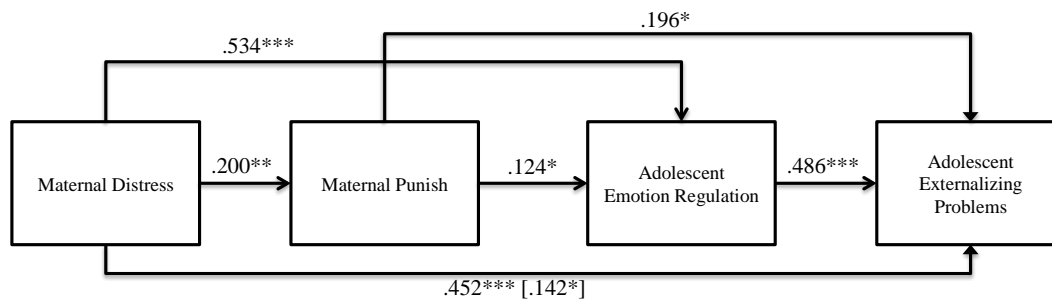 .196*
.534***
Maternal Distress
.200**
Maternal Punish
.124*
Adolescent
Emotion Regulation
.486***
Adolescent
Externalizing
Problems
.452*** [.142*]